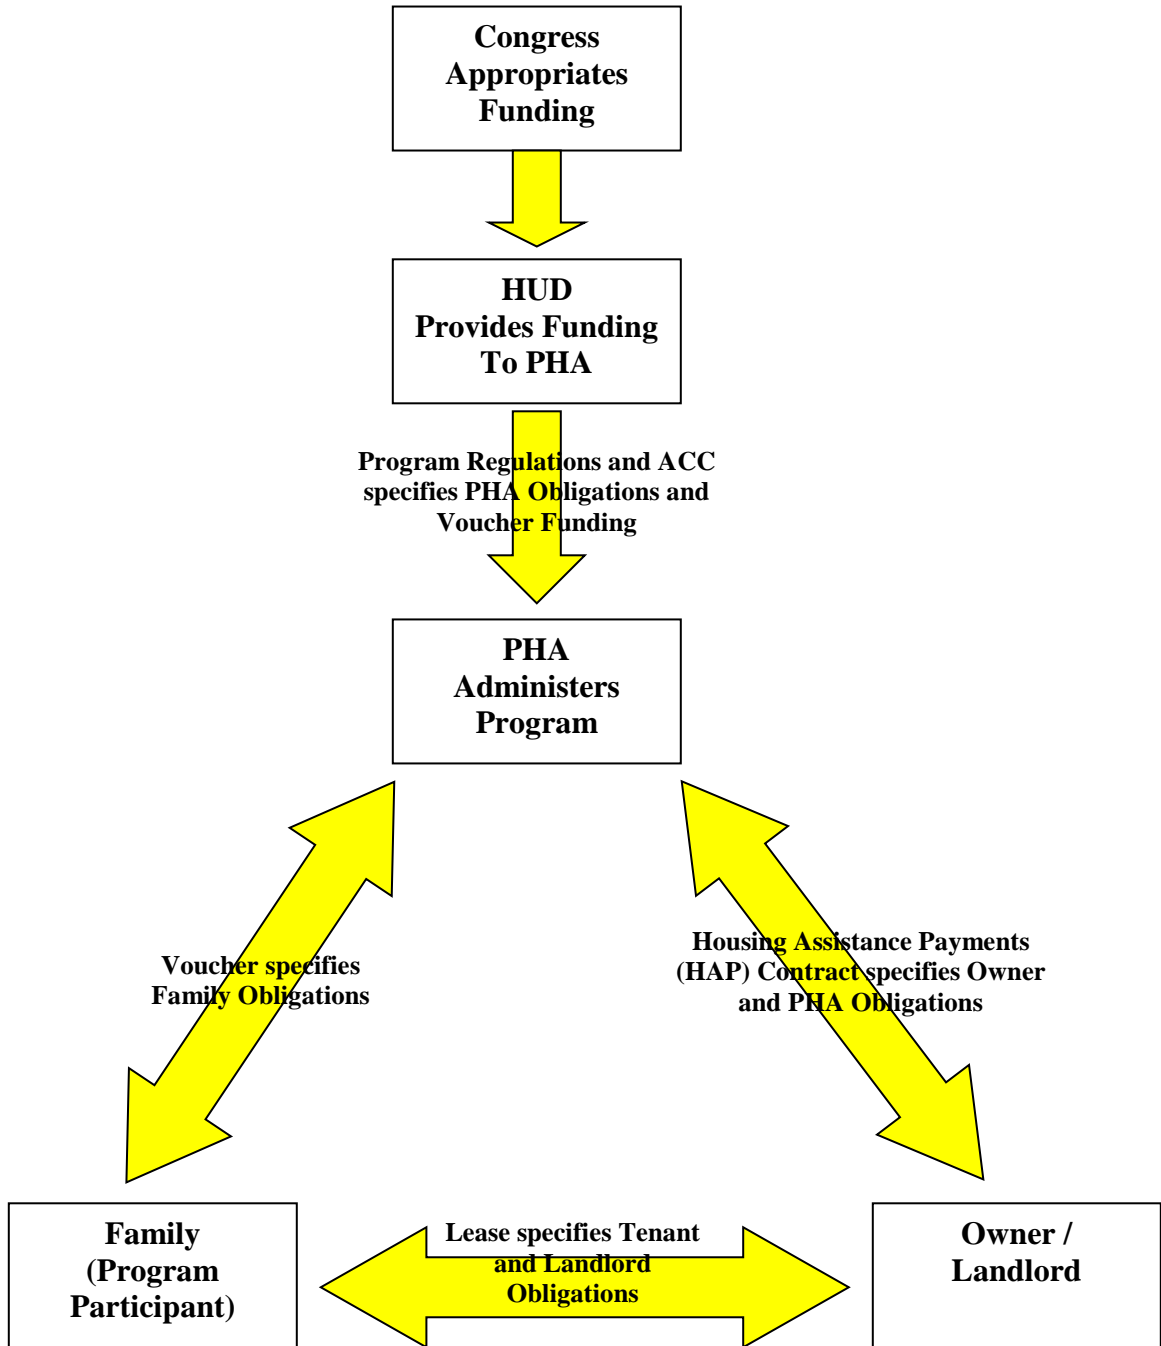 Congress
Appropriates
Funding
HUD
Provides Funding
To PHA
Program Regulations and ACC
specifies PHA Obligations and
Voucher Funding
PHA
Administers
Program
Voucher specifies
Family Obligations
Housing Assistance Payments
(HAP) Contract specifies Owner
and PHA Obligations
Family
(Program
Participant)
Lease specifies Tenant
and Landlord
Obligations
Owner /
Landlord